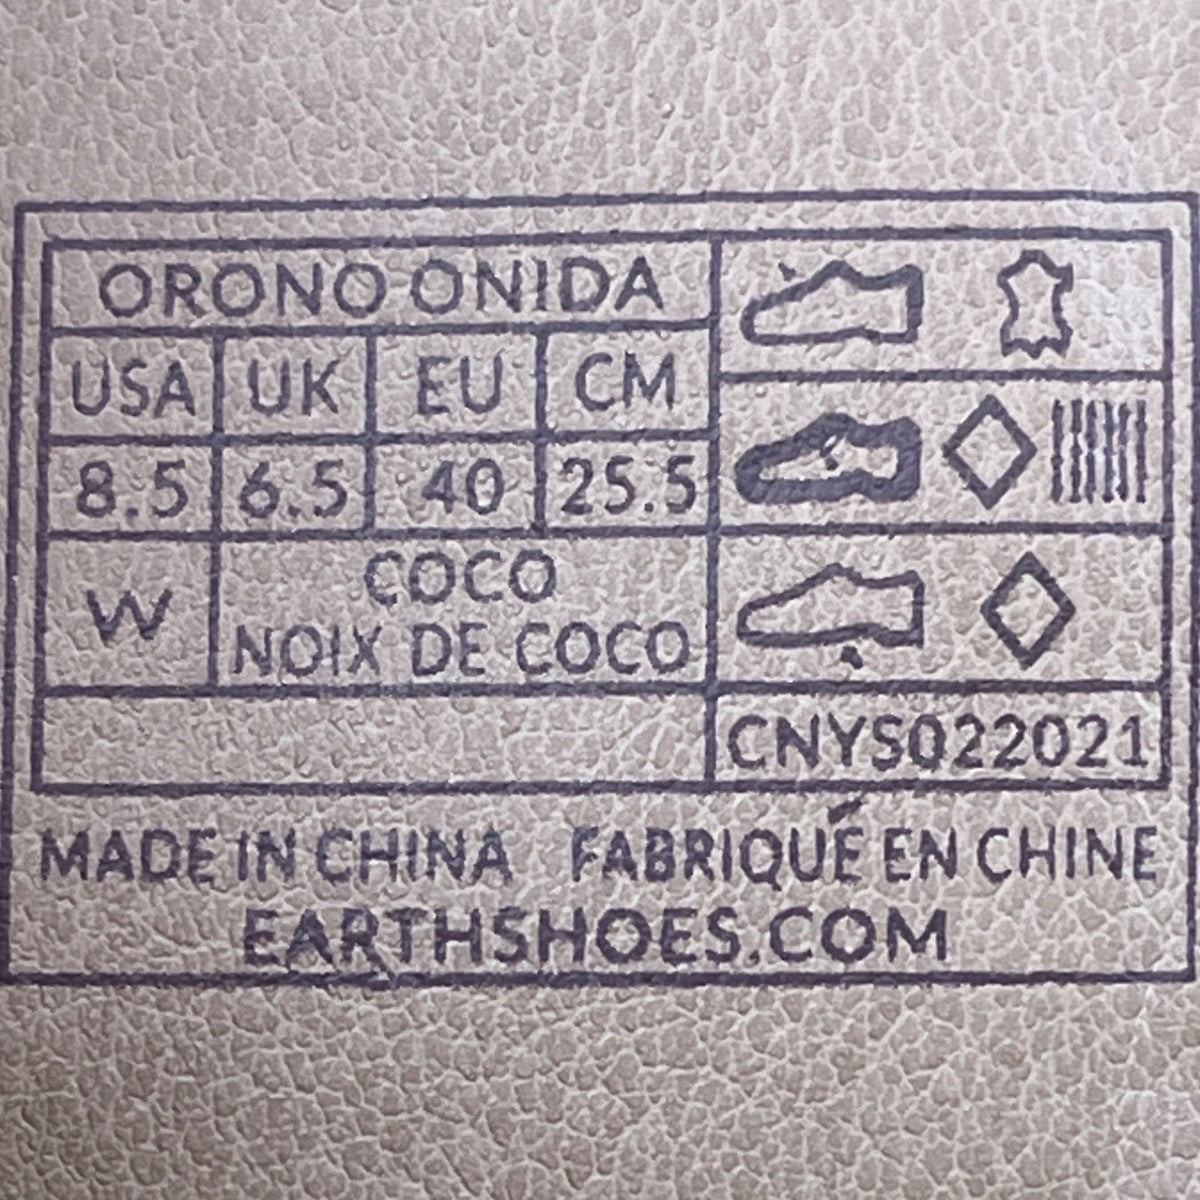 ORONO ONIDA
USA UK EU CM
8.5 6.5 40 25.5
W
COCO
NOIX DE COCO
CNYS022021
MADE IN CHINA FABRIQUÉ EN CHINE
EARTHSHOES.COM